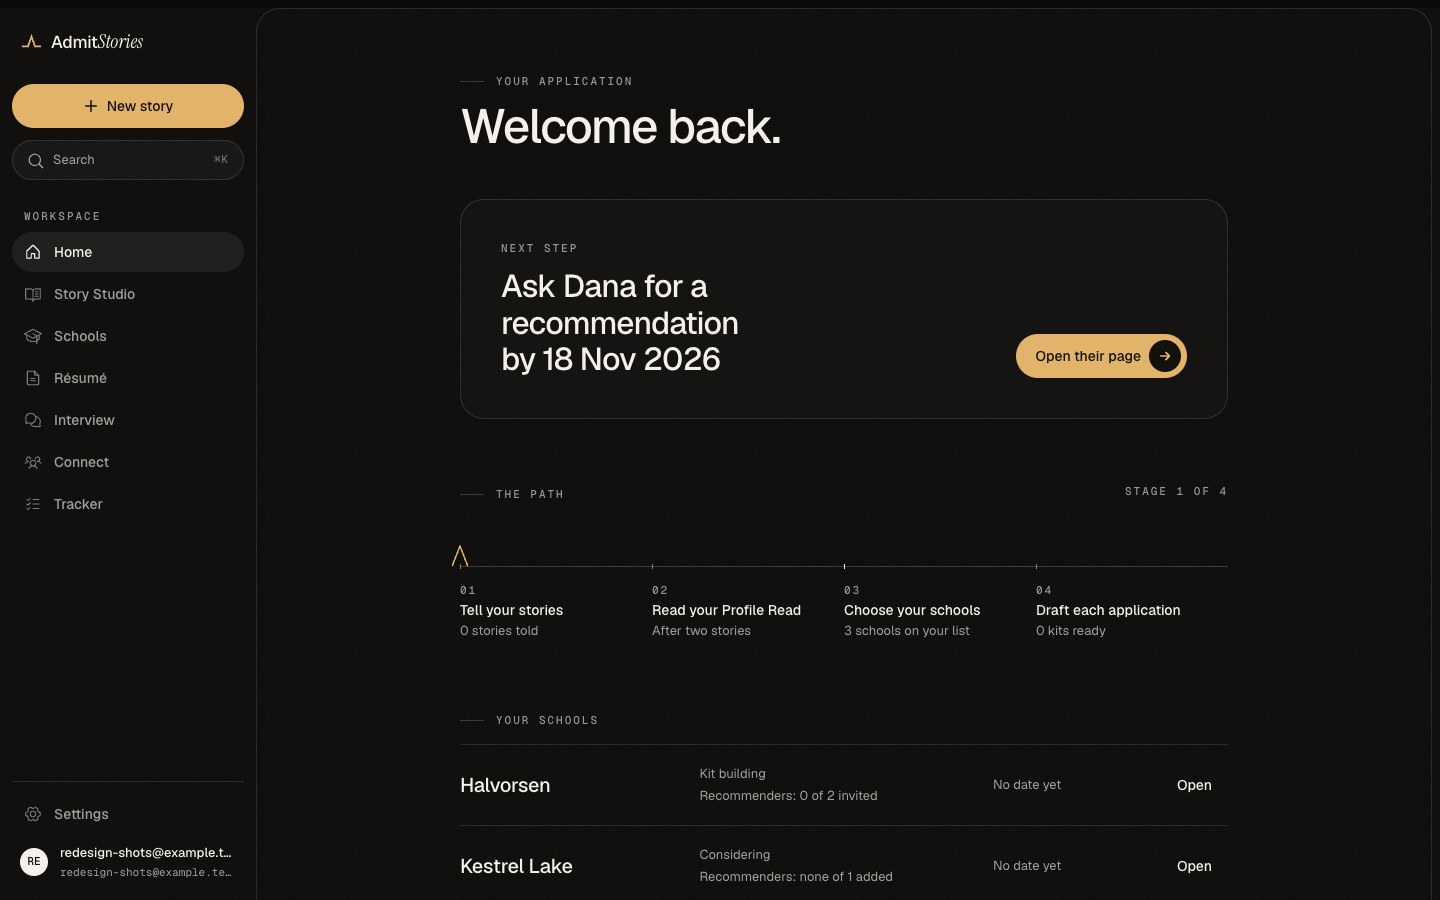 AdmitStories
New story
Search ⌘K
WORKSPACE
Home
Story Studio
Schools
Résumé
Interview
Connect
Tracker
Settings
RE
redesign-shots@example.t…
redesign-shots@example.te…
YOUR APPLICATION
Welcome back.
NEXT STEP
Ask Dana for a
recommendation
by 18 Nov 2026
Open their page
THE PATH
STAGE 1 OF 4
01
Tell your stories
0 stories told
02
Read your Profile Read
After two stories
03
Choose your schools
3 schools on your list
04
Draft each application
0 kits ready
YOUR SCHOOLS
Halvorsen
Kit building
Recommenders: 0 of 2 invited
No date yet
Open
Kestrel Lake
Considering
Recommenders: none of 1 added
No date yet
Open